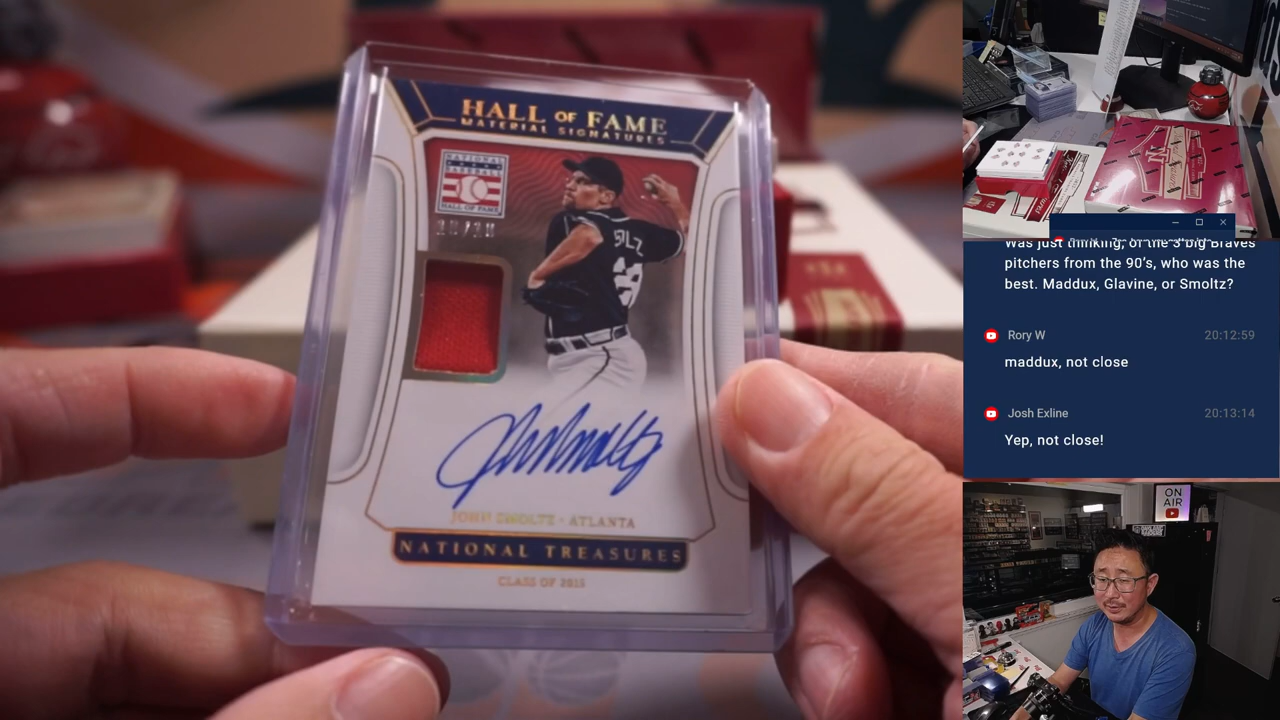 HALL OF FAME
MATERIAL SIGNATURES
NATIONAL
BASEBALL
HALL OF FAME
JOHN SMOLTZ - ATLANTA
NATIONAL TREASURES
CLASS OF 2015
Was just thinking, of the 3 big Braves
pitchers from the 90's, who was the
best. Maddux, Glavine, or Smoltz?
Rory W 20:12:59
maddux, not close
Josh Exline 20:13:14
Yep, not close!
ON
AIR